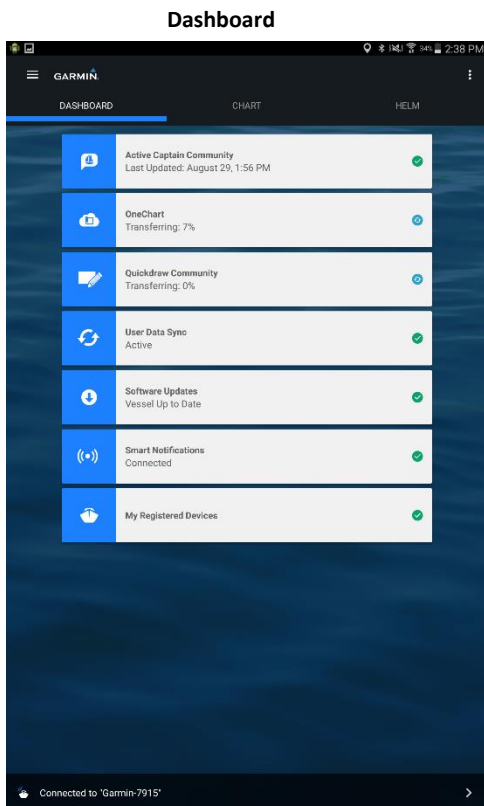 Dashboard
34% 2:38 PM
GARMIN
DASHBOARD CHART HELM
Active Captain Community
Last Updated: August 29, 1:56 PM
OneChart
Transferring: 7%
Quickdraw Community
Transferring: 0%
User Data Sync
Active
Software Updates
Vessel Up to Date
Smart Notifications
Connected
My Registered Devices
Connected to "Garmin-7915"